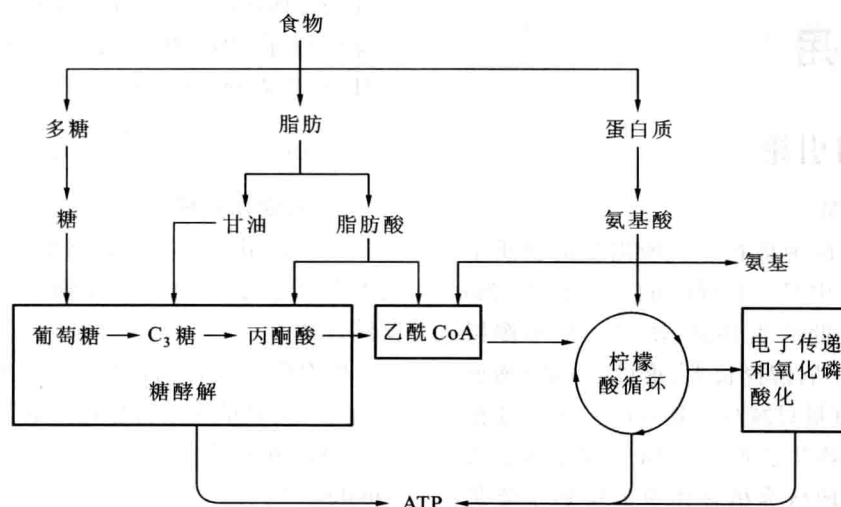 食物
多糖
脂肪
蛋白质
糖
甘油
脂肪酸
氨基酸
氨基
葡萄糖
C₃糖
丙酮酸
乙酰 CoA
柠檬
酸循环
电子传递
和氧化磷
酸化
糖酵解
ATP